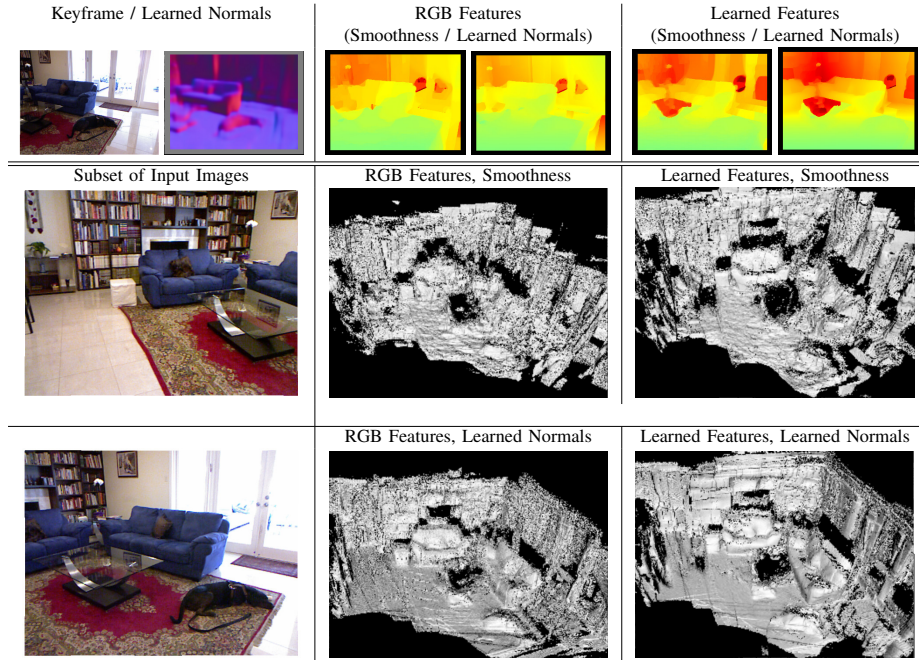 Keyframe / Learned Normals
RGB Features
(Smoothness / Learned Normals)
Learned Features
(Smoothness / Learned Normals)
Subset of Input Images
RGB Features, Smoothness
Learned Features, Smoothness
RGB Features, Learned Normals
Learned Features, Learned Normals